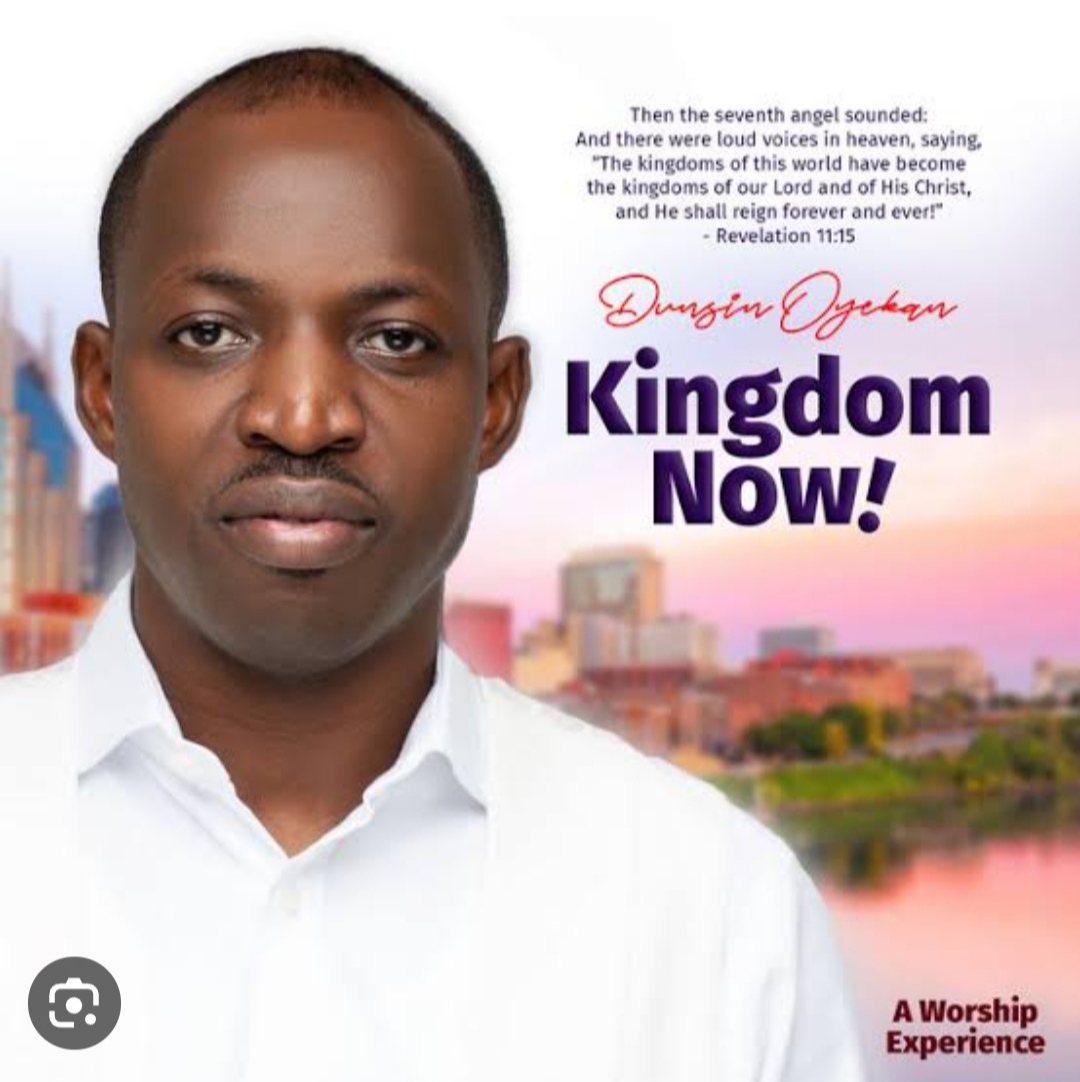 Then the seventh angel sounded:
And there were loud voices in heaven, saying,
"The kingdoms of this world have become
the kingdoms of our Lord and of His Christ,
and He shall reign forever and ever!"
- Revelation 11:15
Dunsin Oyekan
Kingdom
Now!
A Worship
Experience